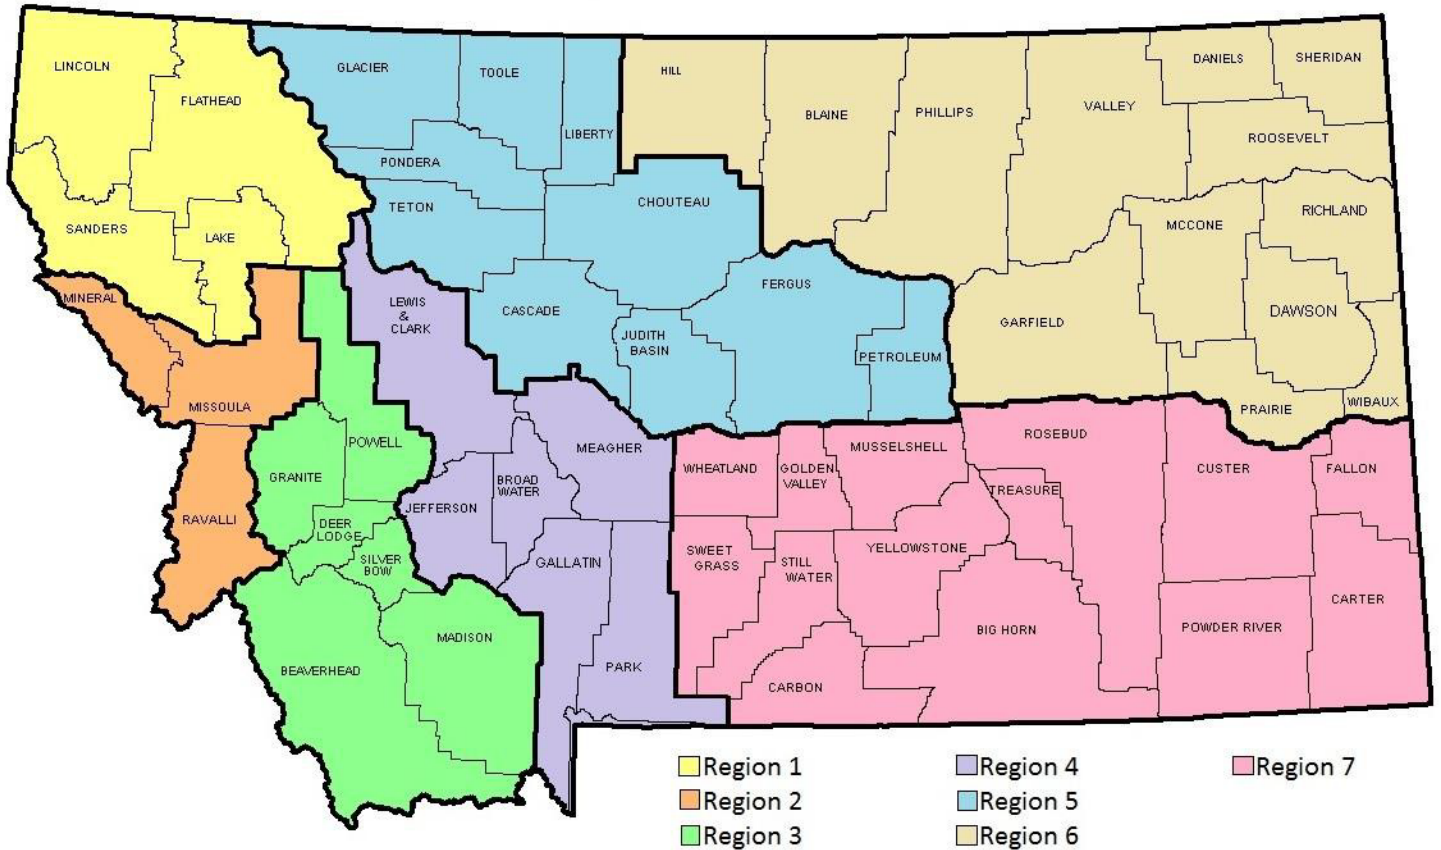 LINCOLN
FLATHEAD
SANDERS
LAKE
GLACIER
TOOLE
LIBERTY
PONDERA
TETON
CHOUTEAU
CASCADE
JUDITH
BASIN
FERGUS
PETROLEUM
HILL
BLAINE
PHILLIPS
VALLEY
DANIELS
SHERIDAN
ROOSEVELT
RICHLAND
MCCONE
DAWSON
GARFIELD
PRAIRIE
WIBAUX
MINERAL
MISSOULA
RAVALLI
LEWIS
&
CLARK
POWELL
GRANITE
DEER
LODGE
SILVER
BOW
BEAVERHEAD
MADISON
MEAGHER
BROAD
WATER
JEFFERSON
GALLATIN
PARK
WHEATLAND
GOLDEN
VALLEY
MUSSELSHELL
ROSEBUD
TREASURE
CUSTER
FALLON
SWEET
GRASS
STILL
WATER
YELLOWSTONE
BIG HORN
CARBON
POWDER RIVER
CARTER
Region 1
Region 2
Region 3
Region 4
Region 5
Region 6
Region 7